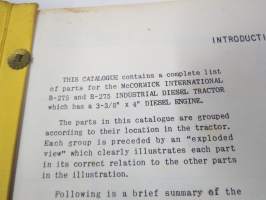 INTRODUCTI
THIS CATALOGUE contains a complete list
of parts for the McCORMICK INTERNATIONAL
B-275 and B-275 INDUSTRIAL DIESEL TRACTOR
which has a 3-3/8" x 4" DIESEL ENGINE.
The parts in this catalogue are grouped
according to their location in the tractor.
Each group is preceded by an "exploded
view" which clearly illustrates each part
in its correct relation to the other parts
in the illustration.
Following is a brief summary of the